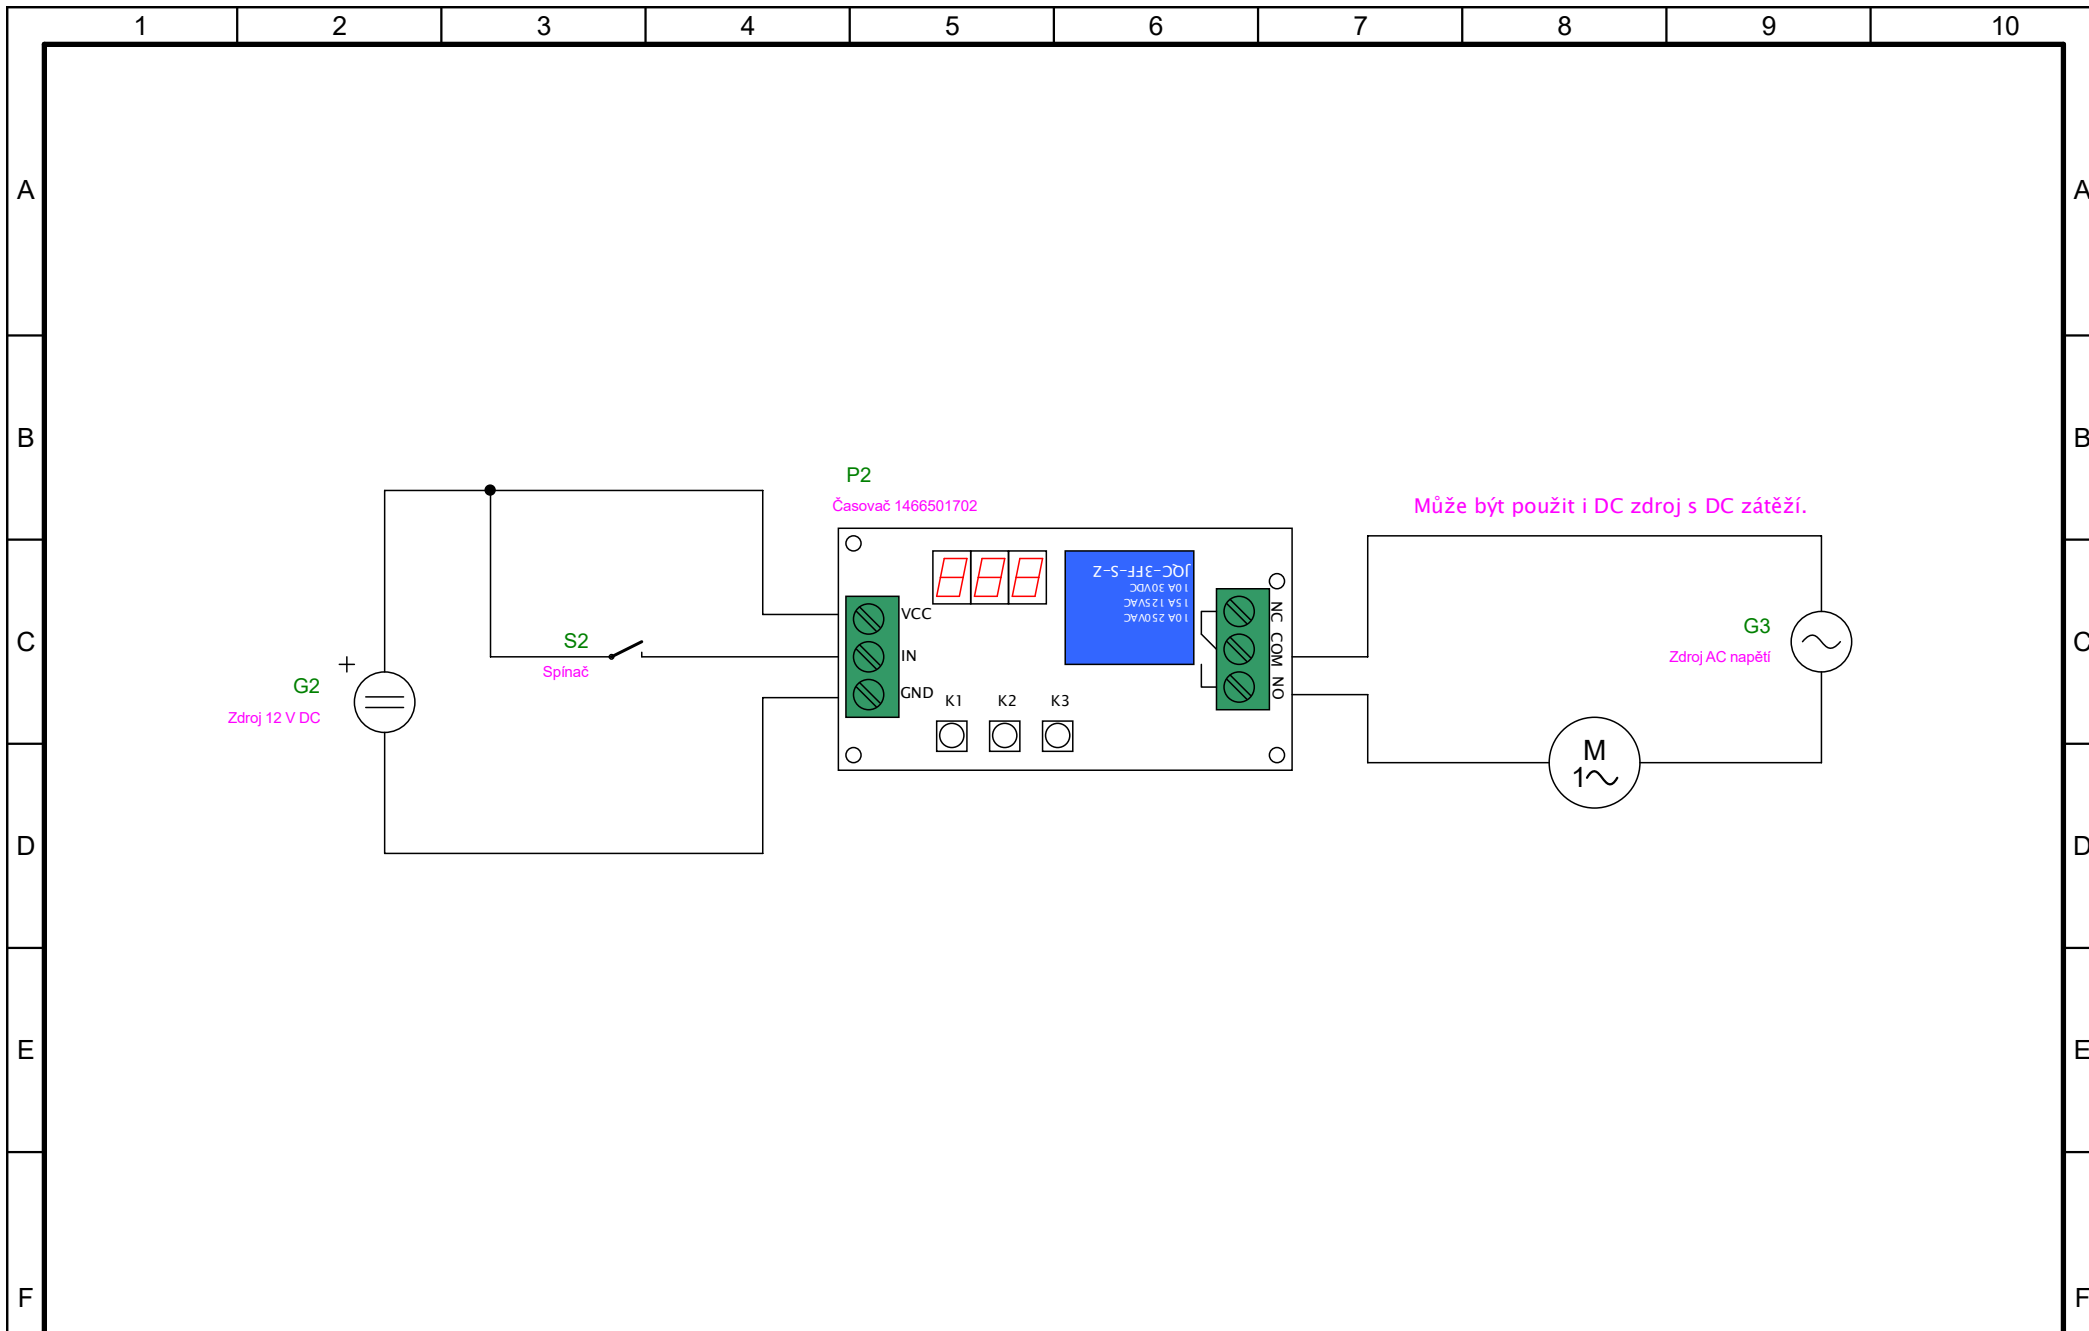 1 2 3 4 5 6 7 8 9 10
A A
B B
P2
Časovač 1466501702
Může být použit i DC zdroj s DC zátěží.
JQC-3FF-S-Z
10A 30VDC
15A 125VAC
10A 250VAC
VCC
IN
GND
NC COM NO
C C
S2
Spínač
G3
Zdroj AC napětí
+
G2
Zdroj 12 V DC
K1 K2 K3
M
1
D D
E E
F F